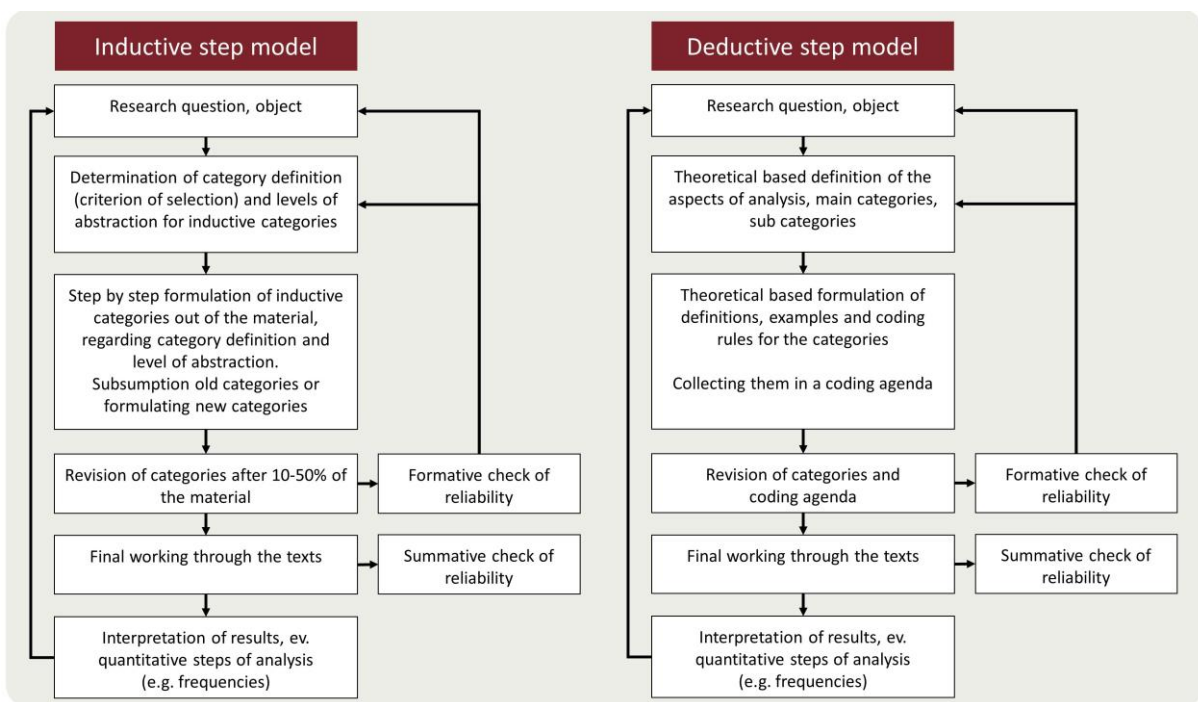 Inductive step model
Research question, object
Determination of category definition
(criterion of selection) and levels of
abstraction for inductive categories
Step by step formulation of inductive
categories out of the material,
regarding category definition and
level of abstraction.
Subsumption old categories or
formulating new categories
Revision of categories after 10-50% of
the material
Formative check of
reliability
Final working through the texts
Summative check of
reliability
Interpretation of results, ev.
quantitative steps of analysis
(e.g. frequencies)
Deductive step model
Research question, object
Theoretical based definition of the
aspects of analysis, main categories,
sub categories
Theoretical based formulation of
definitions, examples and coding
rules for the categories
Collecting them in a coding agenda
Revision of categories and
coding agenda
Formative check of
reliability
Final working through the texts
Summative check of
reliability
Interpretation of results, ev.
quantitative steps of analysis
(e.g. frequencies)